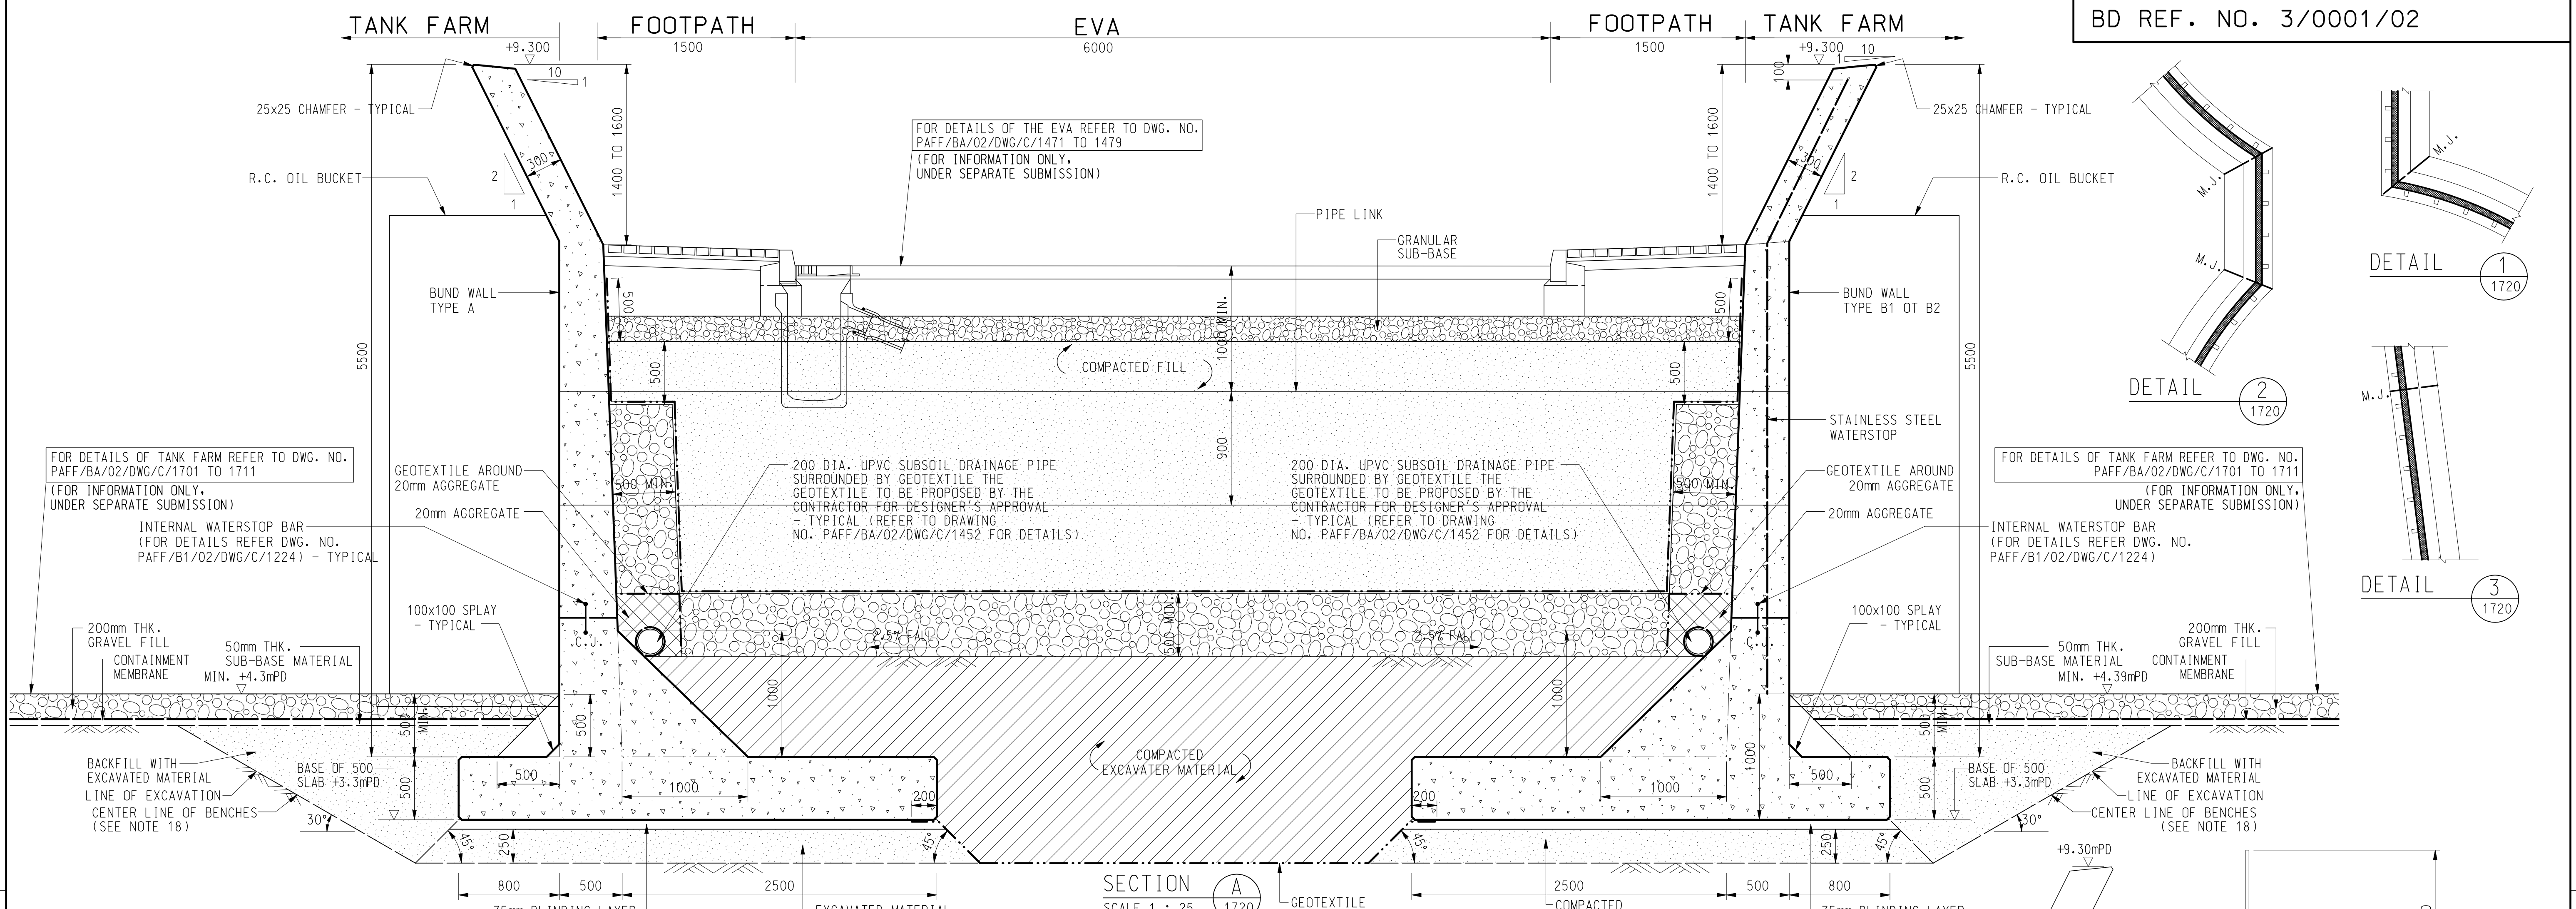 BD REF. NO. 3/0001/02
TANK FARM
FOOTPATH
EVA
FOOTPATH
TANK FARM
1500
6000
1500
+9.300
10
1
25x25 CHAMFER - TYPICAL
300
2
1
R.C. OIL BUCKET
1400 TO 1600
FOR DETAILS OF THE EVA REFER TO DWG. NO.
PAFF/BA/02/DWG/C/1471 TO 1479
(FOR INFORMATION ONLY,
UNDER SEPARATE SUBMISSION)
PIPE LINK
GRANULAR
SUB-BASE
+9.300
10
1
100
1400 TO 1600
25x25 CHAMFER - TYPICAL
300
2
1
R.C. OIL BUCKET
M.J.
M.J.
DETAIL 2
1720
M.J.
DETAIL 1
1720
M.J.
DETAIL 3
1720
BUND WALL
TYPE A
5500
500
500
1000 MIN.
COMPACTED FILL
900
500
500
BUND WALL
TYPE B1 OT B2
5500
STAINLESS STEEL
WATERSTOP
FOR DETAILS OF TANK FARM REFER TO DWG. NO.
PAFF/BA/02/DWG/C/1701 TO 1711
(FOR INFORMATION ONLY,
UNDER SEPARATE SUBMISSION)
GEOTEXTILE AROUND
20mm AGGREGATE
20mm AGGREGATE
500 MIN.
INTERNAL WATERSTOP BAR
(FOR DETAILS REFER DWG. NO.
PAFF/B1/02/DWG/C/1224) - TYPICAL
200 DIA. UPVC SUBSOIL DRAINAGE PIPE
SURROUNDED BY GEOTEXTILE THE
GEOTEXTILE TO BE PROPOSED BY THE
CONTRACTOR FOR DESIGNER'S APPROVAL
- TYPICAL (REFER TO DRAWING
NO. PAFF/BA/02/DWG/C/1452 FOR DETAILS)
200 DIA. UPVC SUBSOIL DRAINAGE PIPE
SURROUNDED BY GEOTEXTILE THE
GEOTEXTILE TO BE PROPOSED BY THE
CONTRACTOR FOR DESIGNER'S APPROVAL
- TYPICAL (REFER TO DRAWING
NO. PAFF/BA/02/DWG/C/1452 FOR DETAILS)
500 MIN.
GEOTEXTILE AROUND
20mm AGGREGATE
20mm AGGREGATE
FOR DETAILS OF TANK FARM REFER TO DWG. NO.
PAFF/BA/02/DWG/C/1701 TO 1711
(FOR INFORMATION ONLY,
UNDER SEPARATE SUBMISSION)
INTERNAL WATERSTOP BAR
(FOR DETAILS REFER DWG. NO.
PAFF/B1/02/DWG/C/1224)
100x100 SPLAY
- TYPICAL
C.J.
2.5% FALL
500 MIN.
2.5% FALL
C.J.
100x100 SPLAY
- TYPICAL
200mm THK.
GRAVEL FILL
CONTAINMENT
MEMBRANE
50mm THK.
SUB-BASE MATERIAL
MIN. +4.3mPD
50mm THK.
SUB-BASE MATERIAL
MIN. +4.39mPD
200mm THK.
GRAVEL FILL
CONTAINMENT
MEMBRANE
500
MIN.
500
1000
1000
1000
500
MIN.
BACKFILL WITH
EXCAVATED MATERIAL
LINE OF EXCAVATION
CENTER LINE OF BENCHES
(SEE NOTE 18)
30°
BASE OF 500
SLAB +3.3mPD
500
500
1000
200
COMPACTED
EXCAVATER MATERIAL
200
1000
500
500
BASE OF 500
SLAB +3.3mPD
BACKFILL WITH
EXCAVATED MATERIAL
LINE OF EXCAVATION
CENTER LINE OF BENCHES
(SEE NOTE 18)
30°
45°
250
45°
45°
250
45°
+9.30mPD
800
500
2500
SECTION A
SCALE 1 : 25
1720
GEOTEXTILE
2500
500
800
75mm BLINDING LAYER
EXCAVATED MATERIAL
COMPACTED
75mm BLINDING LAYER